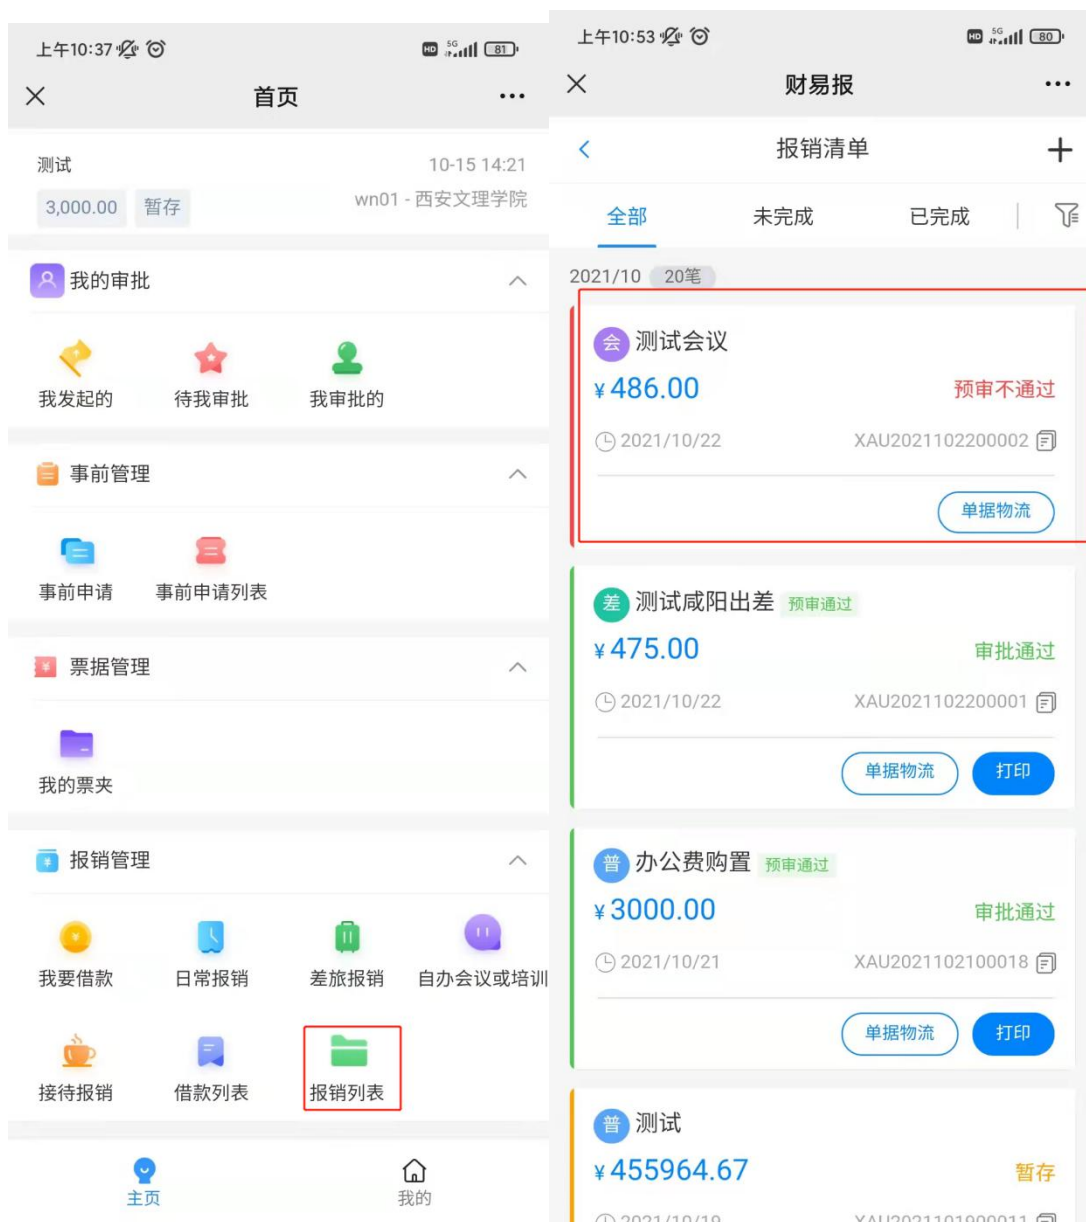 上午10:37
HD 5G 81
首页
测试
10-15 14:21
3,000.00 暂存
wn01 - 西安文理学院
我的审批
我发起的 待我审批 我审批的
事前管理
事前申请 事前申请列表
票据管理
我的票夹
报销管理
我要借款 日常报销 差旅报销 自办会议或培训
接待报销 借款列表 报销列表
主页 我的
上午10:53
HD 5G 80
财易报
报销清单
全部 未完成 已完成
2021/10 20笔
会 测试会议
¥486.00 预审不通过
2021/10/22 XAU2021102200002
单据物流
差 测试咸阳出差 预审通过
¥475.00 审批通过
2021/10/22 XAU2021102200001
单据物流 打印
普 办公费购置 预审通过
¥3000.00 审批通过
2021/10/21 XAU2021102100018
单据物流 打印
普 测试
¥455964.67 暂存
2021/10/19 XAU2021101900011